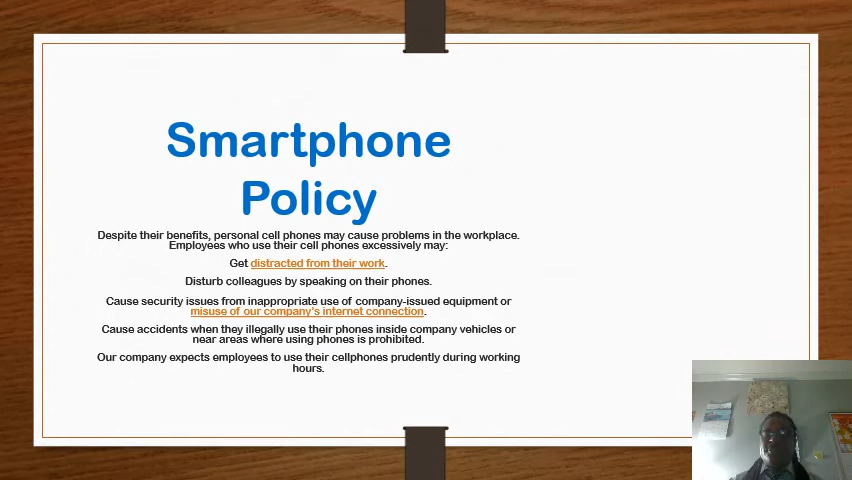 Smartphone
Policy
Despite their benefits, personal cell phones may cause problems in the workplace.
Employees who use their cell phones excessively may:
Get distracted from their work.
Disturb colleagues by speaking on their phones.
Cause security issues from inappropriate use of company-issued equipment or
misuse of our company's internet connection.
Cause accidents when they illegally use their phones inside company vehicles or
near areas where using phones is prohibited.
Our company expects employees to use their cellphones prudently during working
hours.